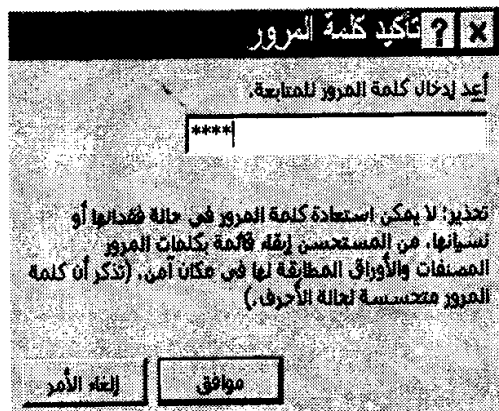 تأكيد كلمة المرور
أعد إدخال كلمة المرور للمتابعة.
****
تحذير: لا يمكن استعادة كلمة المرور في حالة فقدانها أو
نسيانها. من المستحسن إبقاء قائمة بكلمات المرور
المصنفات والأوراق المطابقة لها في مكان آمن. (تذكر أن كلمة
المرور متحسسة لحالة الأحرف.)
موافق
إلغاء الأمر